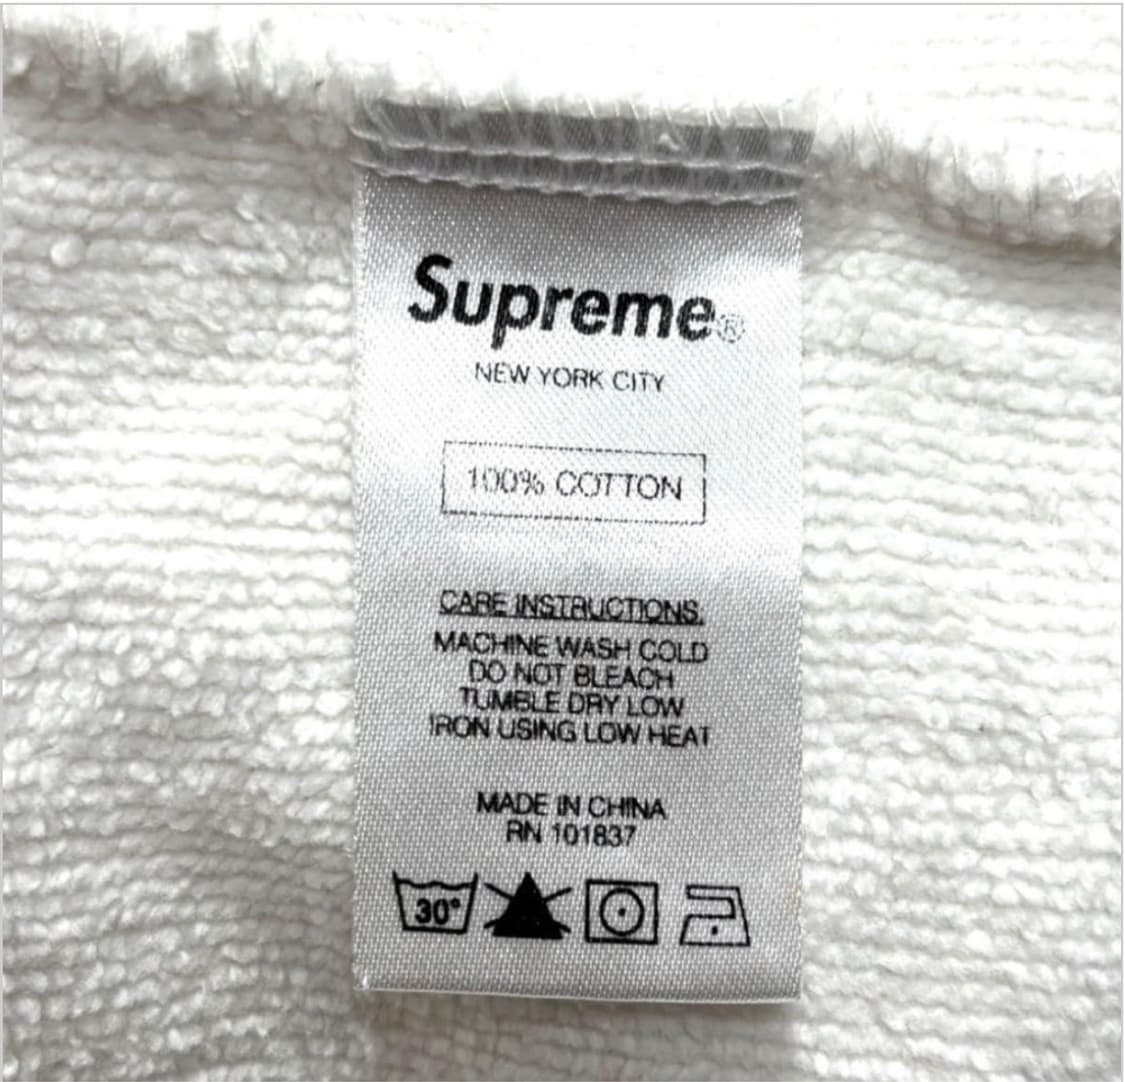 Supreme®
NEW YORK CITY
100% COTTON
CARE INSTRUCTIONS:
MACHINE WASH COLD
DO NOT BLEACH
TUMBLE DRY LOW
IRON USING LOW HEAT
MADE IN CHINA
RN 101837
30°